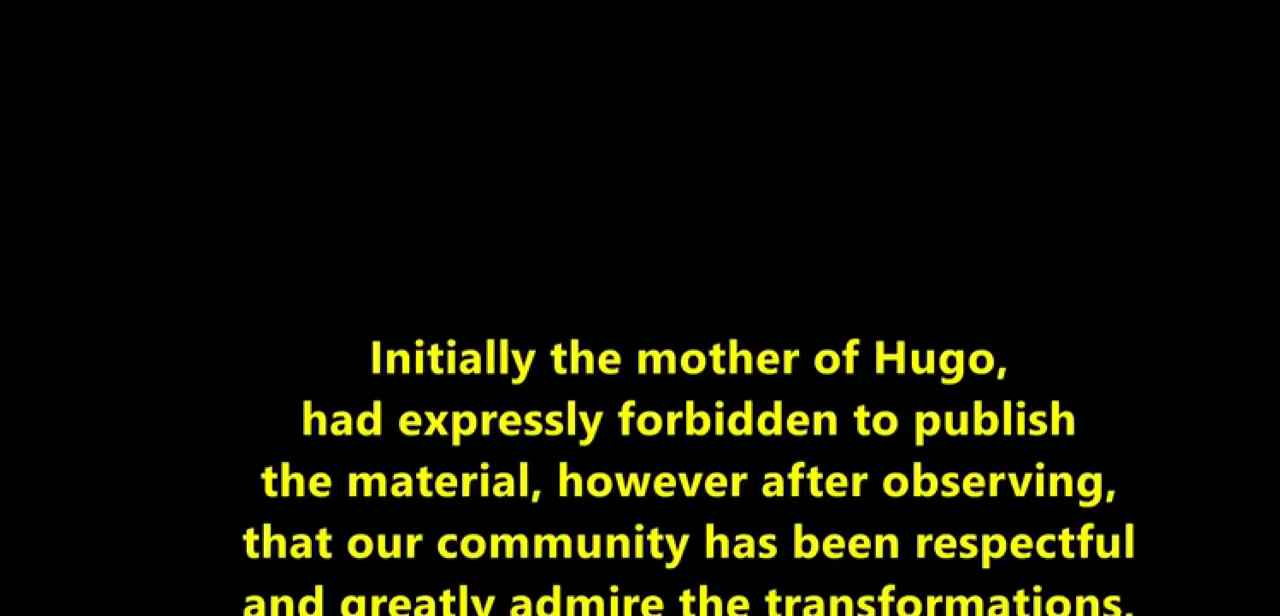 Initially the mother of Hugo,
had expressly forbidden to publish
the material, however after observing,
that our community has been respectful
and greatly admire the transformations,